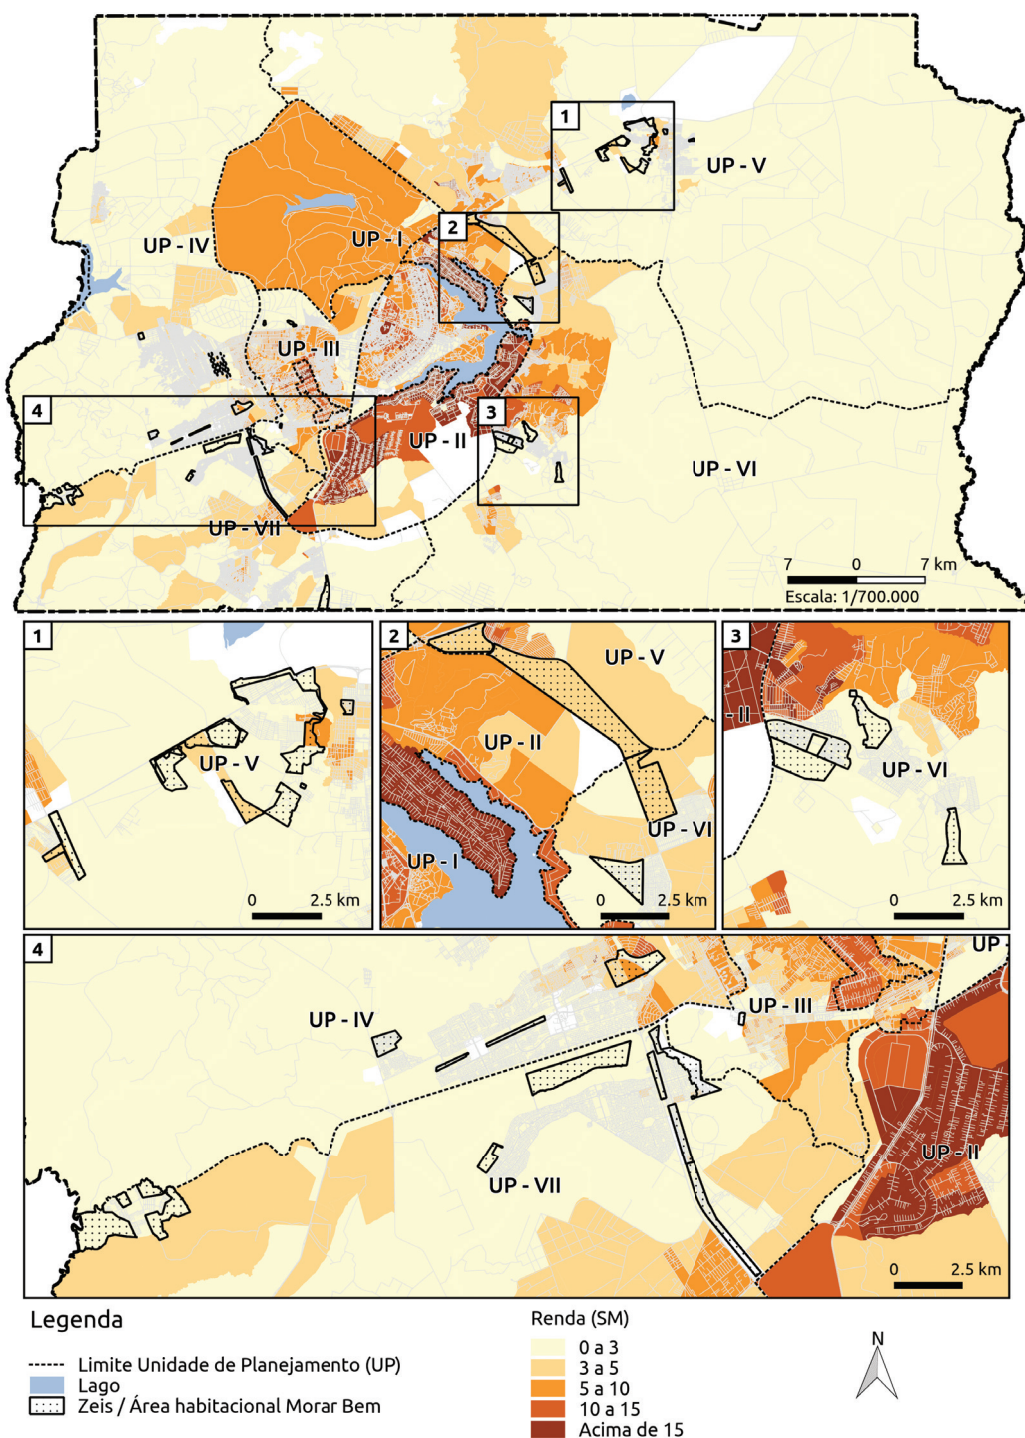 1
UP - V
2
UP - I
UP - IV
UP - III
4
3
UP - II
UP - VI
UP - VII
7 0 7 km
Escala: 1/700.000
1
UP - V
0 2.5 km
2
UP - V
UP - II
UP - VI
UP - I
0 2.5 km
3
- II
UP - VI
0 2.5 km
4
UP -
UP - III
UP - IV
UP - II
UP - VII
0 2.5 km
Legenda
Limite Unidade de Planejamento (UP)
Lago
Zeis / Área habitacional Morar Bem
Renda (SM)
0 a 3
3 a 5
5 a 10
10 a 15
Acima de 15
N